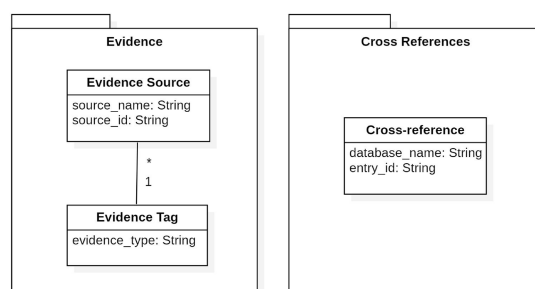 Evidence
Evidence Source
source_name: String
source_id: String
*
1
Evidence Tag
evidence_type: String
Cross References
Cross-reference
database_name: String
entry_id: String